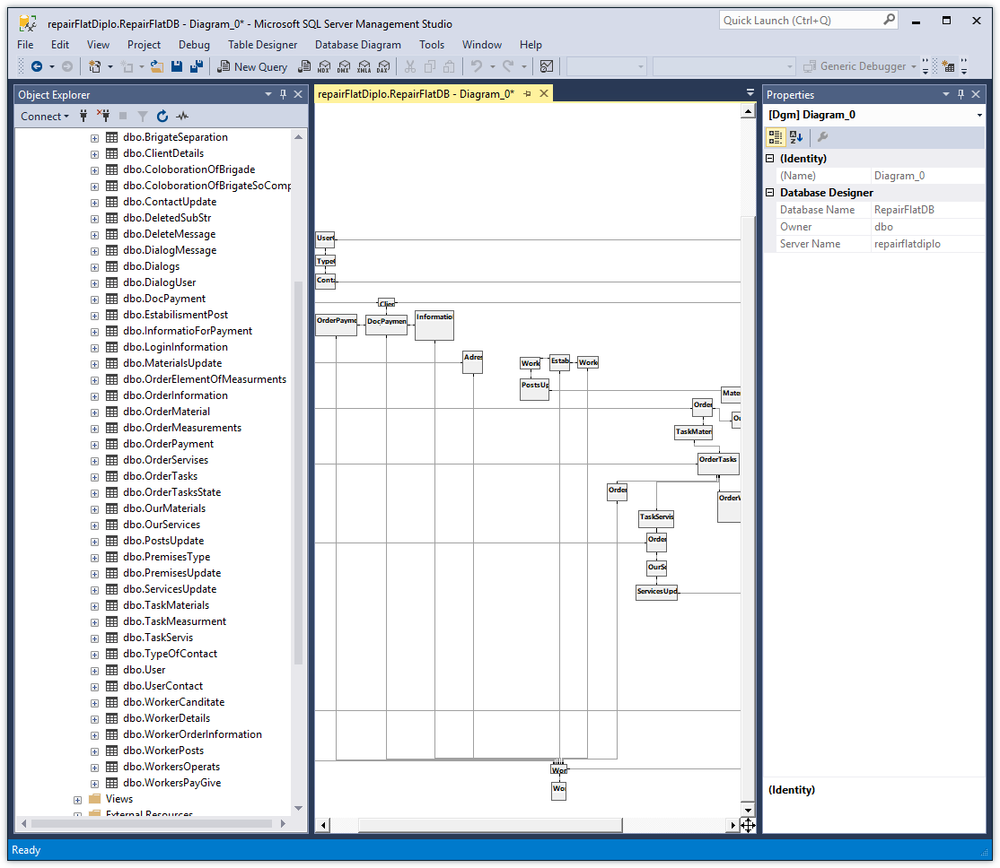 repairFlatDiplo.RepairFlatDB - Diagram_0* - Microsoft SQL Server Management Studio
Quick Launch (Ctrl+Q)
File Edit View Project Debug Table Designer Database Diagram Tools Window Help
New Query MDX DMX XMLA DAX Generic Debugger
Object Explorer
Connect
dbo.BrigateSeparation
dbo.ClientDetails
dbo.ColoborationOfBrigade
dbo.ColoborationOfBrigateSoComp
dbo.ContactUpdate
dbo.DeletedSubStr
dbo.DeleteMessage
dbo.DialogMessage
dbo.Dialogs
dbo.DialogUser
dbo.DocPayment
dbo.EstabilismentPost
dbo.InformatioForPayment
dbo.LoginInformation
dbo.MaterialsUpdate
dbo.OrderElementOfMeasurments
dbo.OrderInformation
dbo.OrderMaterial
dbo.OrderMeasurements
dbo.OrderPayment
dbo.OrderServises
dbo.OrderTasks
dbo.OrderTasksState
dbo.OurMaterials
dbo.OurServices
dbo.PostsUpdate
dbo.PremisesType
dbo.PremisesUpdate
dbo.ServicesUpdate
dbo.TaskMaterials
dbo.TaskMeasurment
dbo.TaskServis
dbo.TypeOfContact
dbo.User
dbo.UserContact
dbo.WorkerCanditate
dbo.WorkerDetails
dbo.WorkerOrderInformation
dbo.WorkerPosts
dbo.WorkersOperats
dbo.WorkersPayGive
Views
External Resources
repairFlatDiplo.RepairFlatDB - Diagram_0*
User
Type
Conta
Clier
OrderPayme
DocPaymen
Informatio
Adres
Work
Estab
Work
PostsUp
Mate
Order
Ou
TaskMateri
OrderTasks
Order
OrderW
TaskServis
Order
OurSe
ServicesUpd
Wor
Wor
Properties
[Dgm] Diagram_0
(Identity)
(Name) Diagram_0
Database Designer
Database Name RepairFlatDB
Owner dbo
Server Name repairflatdiplo
(Identity)
Ready